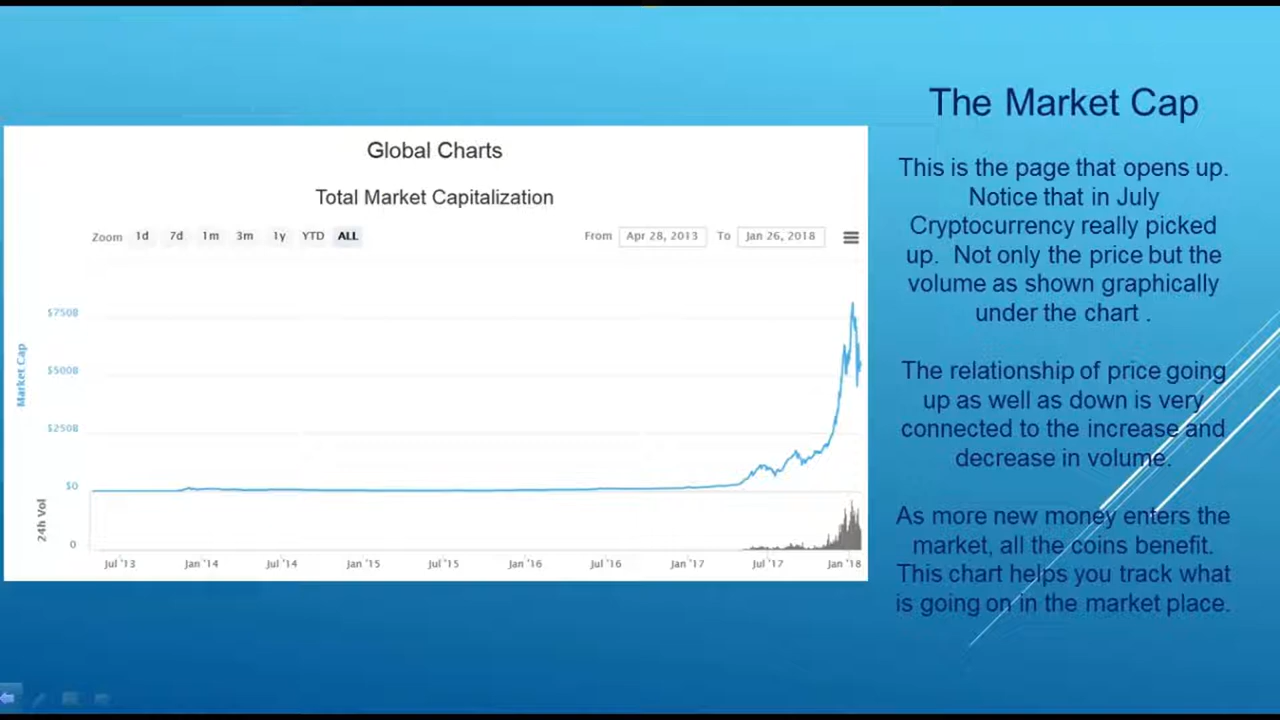 Global Charts
Total Market Capitalization
Zoom 1d 7d 1m 3m 1y YTD ALL
From Apr 28, 2013 To Jan 26, 2018
$750B
$500B
$250B
$0
Market Cap
24h Vol
0
Jul '13 Jan '14 Jul '14 Jan '15 Jul '15 Jan '16 Jul '16 Jan '17 Jul '17 Jan '18
The Market Cap
This is the page that opens up.
Notice that in July
Cryptocurrency really picked
up.  Not only the price but the
volume as shown graphically
under the chart .
The relationship of price going
up as well as down is very
connected to the increase and
decrease in volume.
As more new money enters the
market, all the coins benefit.
This chart helps you track what
is going on in the market place.